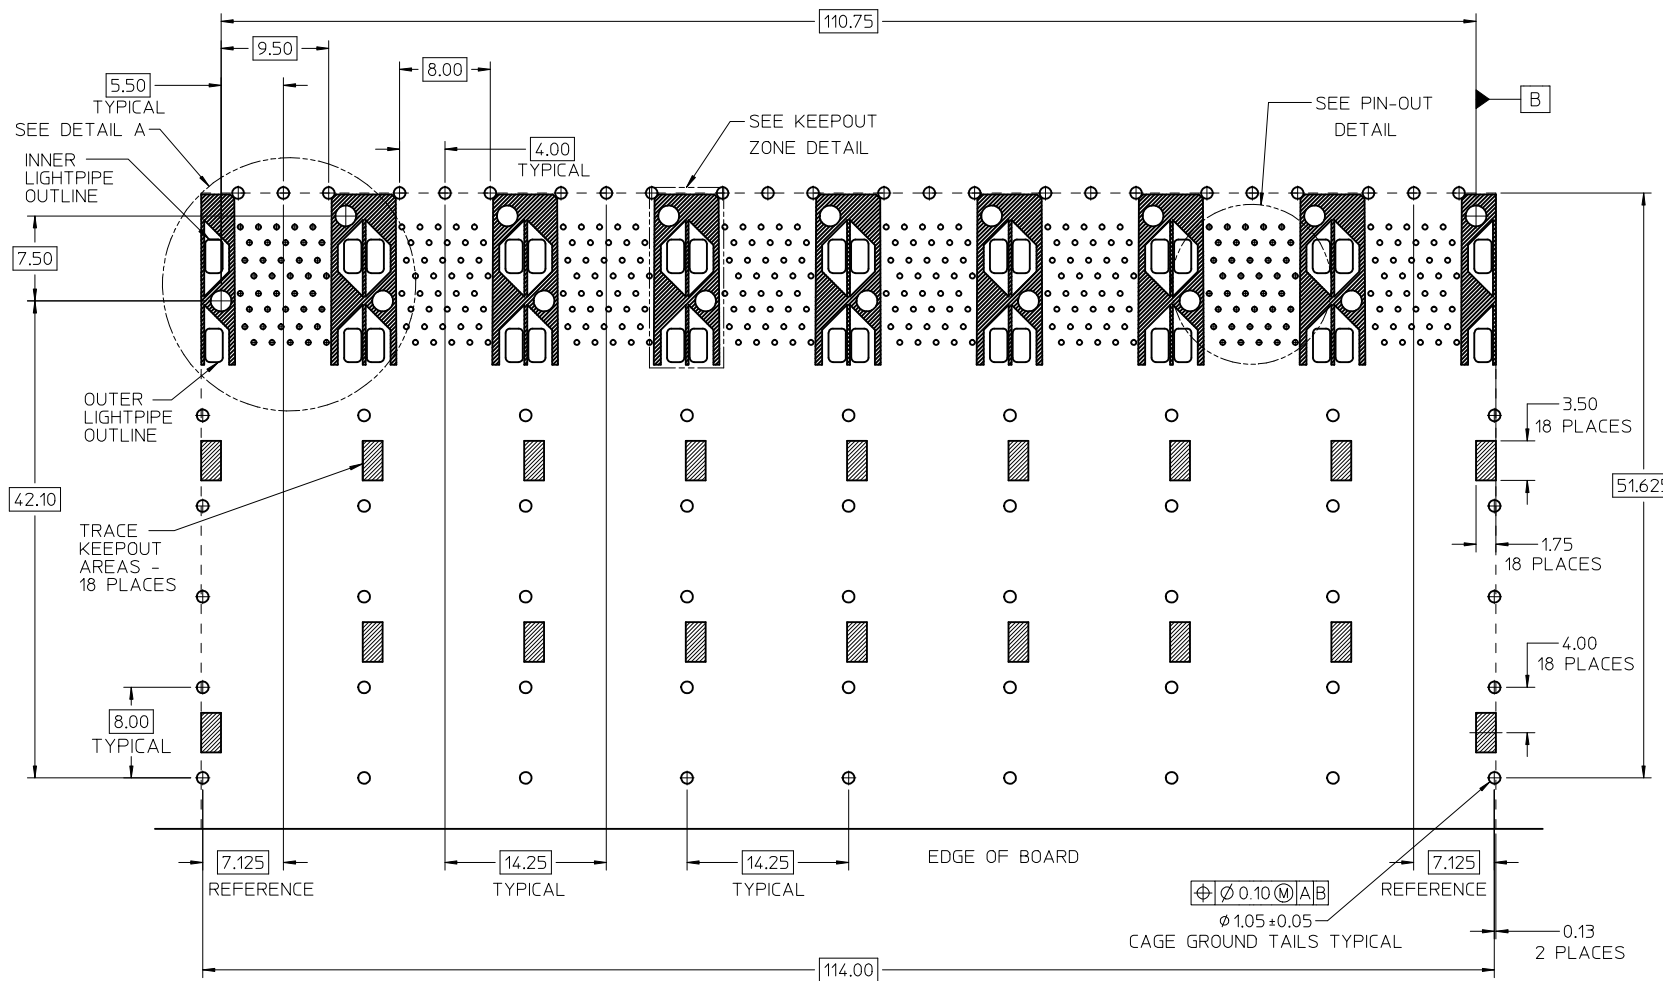 110.75
9.50
8.00
5.50
TYPICAL
SEE DETAIL A
INNER
LIGHTPIPE
OUTLINE
4.00
TYPICAL
SEE KEEPOUT
ZONE DETAIL
SEE PIN-OUT
DETAIL
B
7.50
OUTER
LIGHTPIPE
OUTLINE
3.50
18 PLACES
42.10
51.625
TRACE
KEEPOUT
AREAS -
18 PLACES
1.75
18 PLACES
4.00
18 PLACES
8.00
TYPICAL
7.125
REFERENCE
14.25
TYPICAL
14.25
TYPICAL
EDGE OF BOARD
7.125
REFERENCE
⌖ Ø 0.10 Ⓜ A B
Ø 1.05 ±0.05
CAGE GROUND TAILS TYPICAL
0.13
2 PLACES
114.00